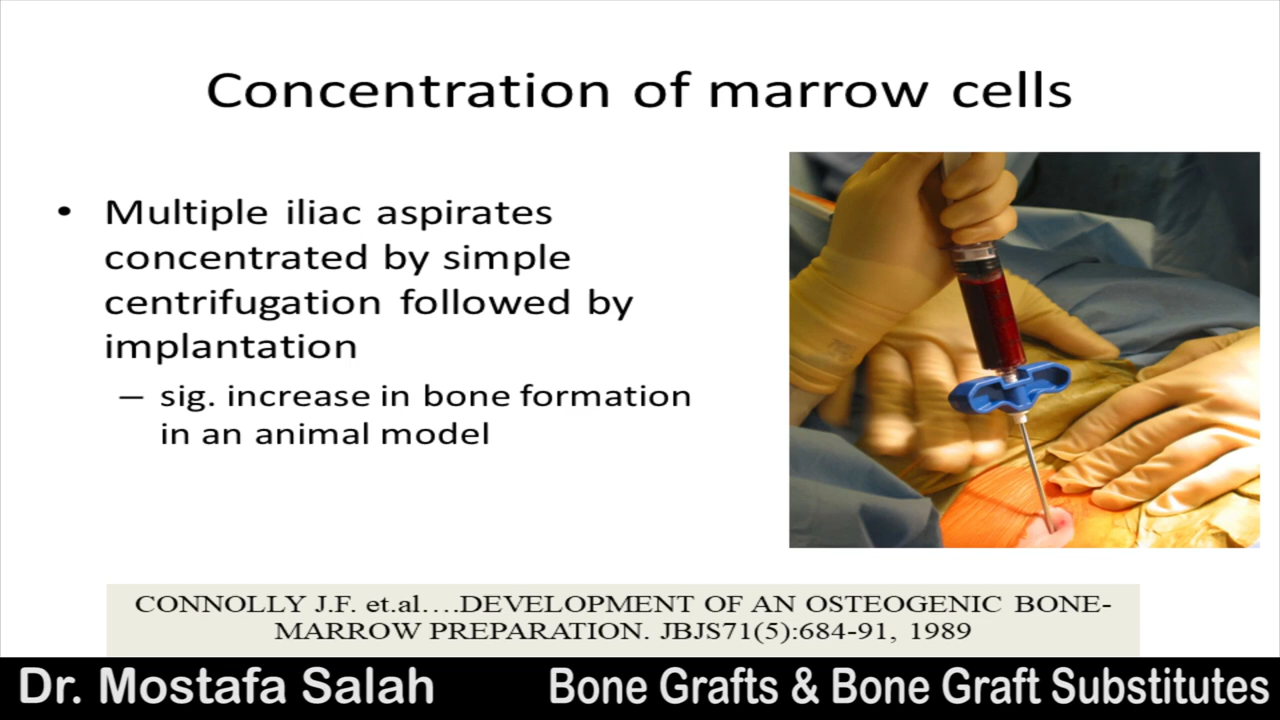 Concentration of marrow cells
• Multiple iliac aspirates
concentrated by simple
centrifugation followed by
implantation
– sig. increase in bone formation
in an animal model
CONNOLLY J.F. et.al….DEVELOPMENT OF AN OSTEOGENIC BONE-
MARROW PREPARATION. JBJS71(5):684-91, 1989
Dr. Mostafa Salah Bone Grafts & Bone Graft Substitutes